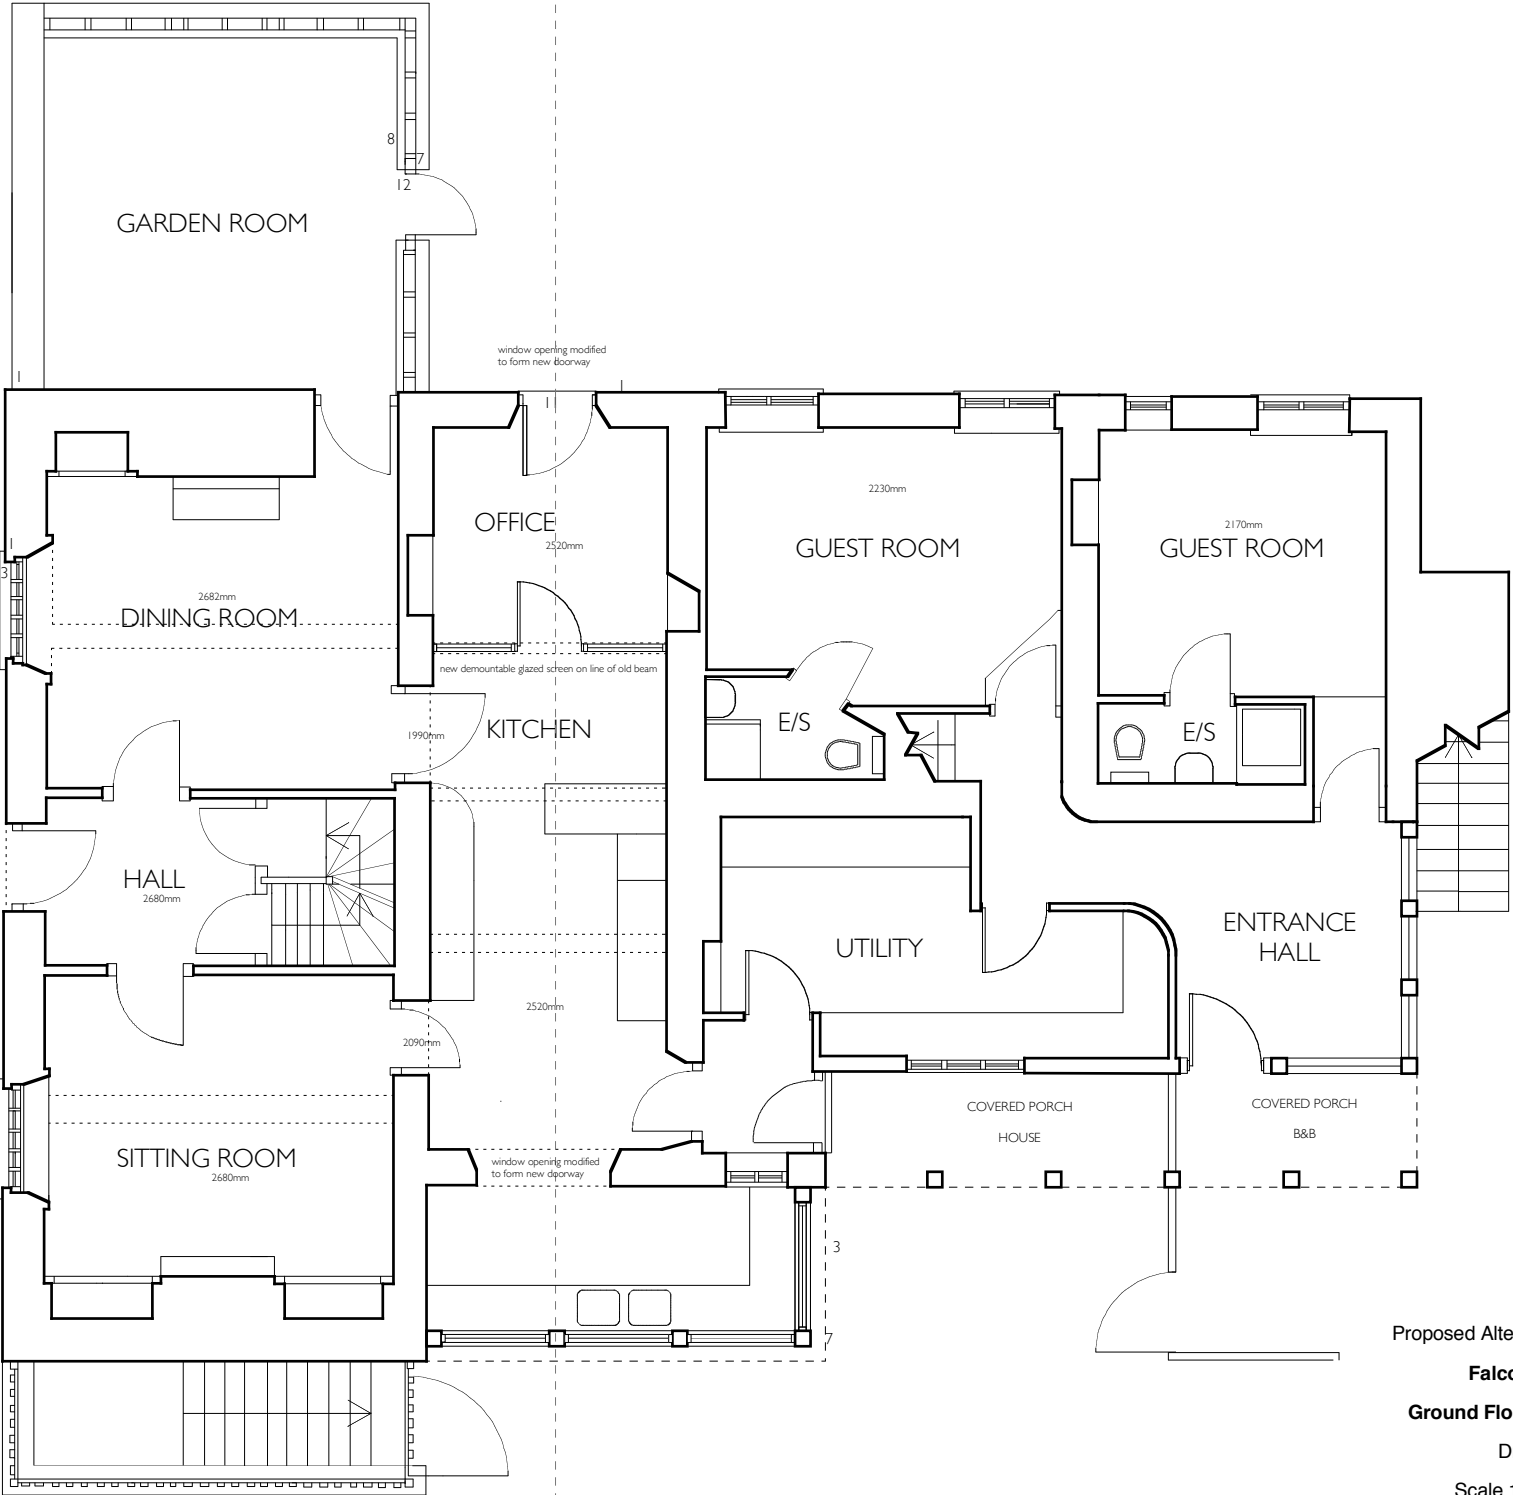 8
7
12
GARDEN ROOM
window opening modified
to form new doorway
OFFICE
2520mm
2230mm
GUEST ROOM
2170mm
GUEST ROOM
3
2682mm
DINING ROOM
new demountable glazed screen on line of old beam
1990mm
KITCHEN
E/S
E/S
HALL
2680mm
UTILITY
ENTRANCE
HALL
2520mm
2090mm
COVERED PORCH
HOUSE
COVERED PORCH
B&B
SITTING ROOM
2680mm
window opening modified
to form new doorway
3
7
Proposed Alte
Falco
Ground Flo
D
Scale